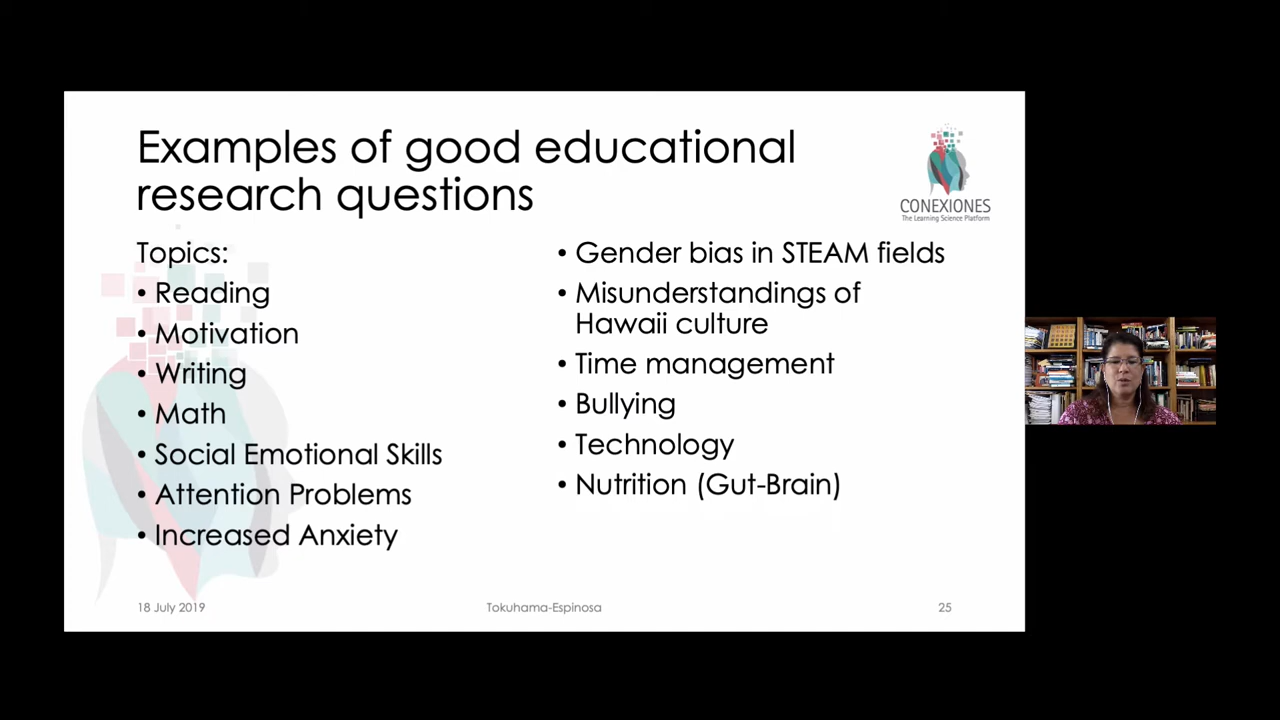 Examples of good educational
research questions
CONEXIONES
The Learning Science Platform
Topics:
• Reading
• Motivation
• Writing
• Math
• Social Emotional Skills
• Attention Problems
• Increased Anxiety
• Gender bias in STEAM fields
• Misunderstandings of
Hawaii culture
• Time management
• Bullying
• Technology
• Nutrition (Gut-Brain)
18 July 2019
Tokuhama-Espinosa
25